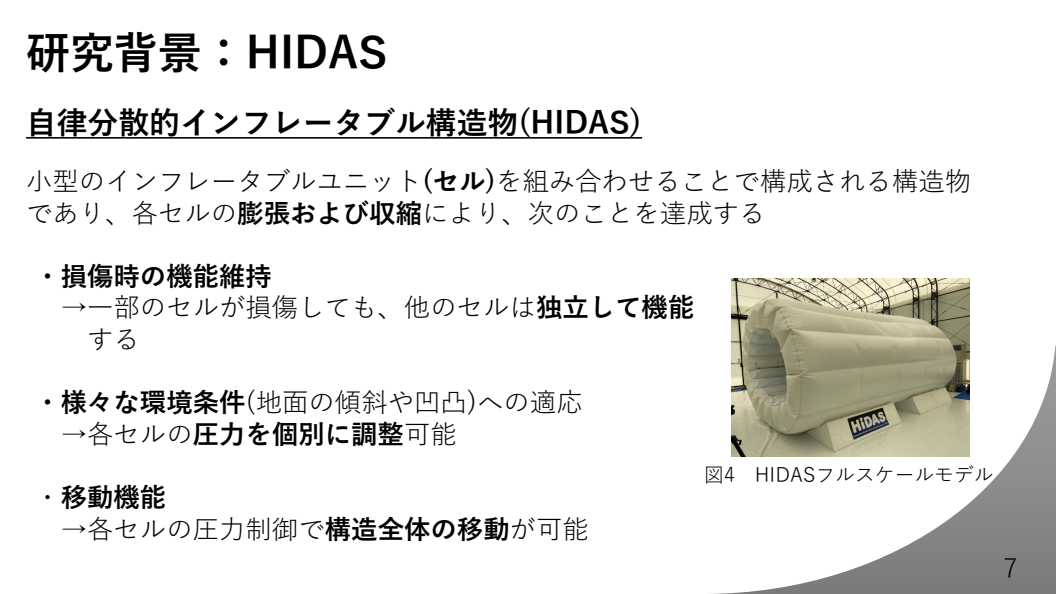 研究背景：HIDAS
自律分散的インフレータブル構造物(HIDAS)
小型のインフレータブルユニット(セル)を組み合わせることで構成される構造物
であり、各セルの膨張および収縮により、次のことを達成する
・損傷時の機能維持
→一部のセルが損傷しても、他のセルは独立して機能
する
・様々な環境条件(地面の傾斜や凹凸)への適応
→各セルの圧力を個別に調整可能
・移動機能
→各セルの圧力制御で構造全体の移動が可能
HiDAS
図4　HIDASフルスケールモデル
7